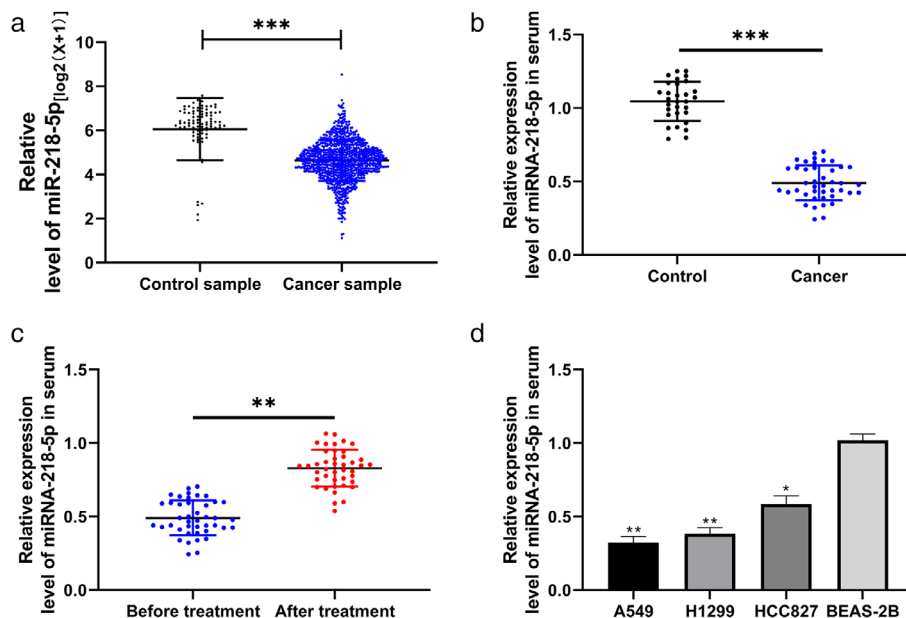 a
Relative
level of miR-218-5p[log2(X+1)]
10
8
6
4
2
0
***
Control sample
Cancer sample
b
Relative expression
level of miRNA-218-5p in serum
1.5
1.0
0.5
0.0
***
Control
Cancer
c
Relative expression
level of miRNA-218-5p in serum
1.5
1.0
0.5
0.0
**
Before treatment
After treatment
d
Relative expression
level of miRNA-218-5p in serum
1.5
1.0
0.5
0.0
**
**
*
A549
H1299
HCC827
BEAS-2B